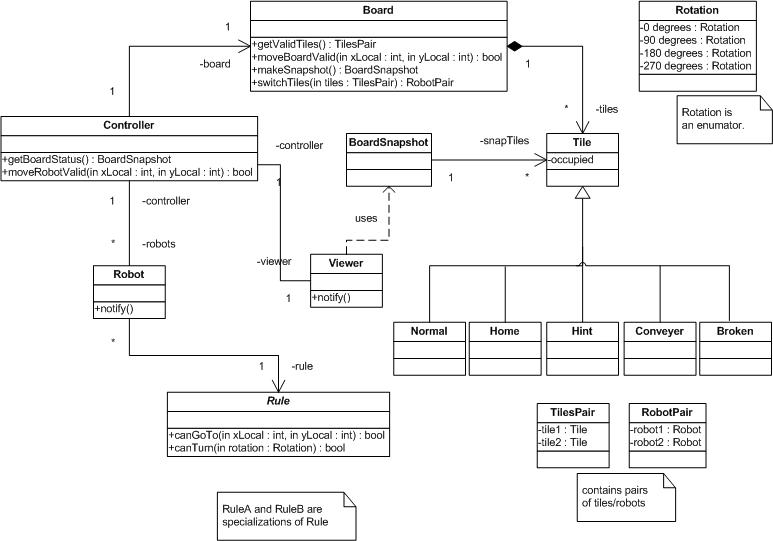 Board
+getValidTiles() : TilesPair
+moveBoardValid(in xLocal : int, in yLocal : int) : bool
+makeSnapshot() : BoardSnapshot
+switchTiles(in tiles : TilesPair) : RobotPair
Rotation
-0 degrees : Rotation
-90 degrees : Rotation
-180 degrees : Rotation
-270 degrees : Rotation
Rotation is
an enumator.
1
-board
1
1
*
-tiles
Controller
+getBoardStatus() : BoardSnapshot
+moveRobotValid(in xLocal : int, in yLocal : int) : bool
-controller
1
BoardSnapshot
-snapTiles
1
*
Tile
-occupied
1
-controller
*
-robots
uses
-viewer
1
Robot
+notify()
Viewer
+notify()
Normal
Home
Hint
Conveyer
Broken
*
1
-rule
Rule
+canGoTo(in xLocal : int, in yLocal : int) : bool
+canTurn(in rotation : Rotation) : bool
TilesPair
-tile1 : Tile
-tile2 : Tile
RobotPair
-robot1 : Robot
-robot2 : Robot
contains pairs
of tiles/robots
RuleA and RuleB are
specializations of Rule